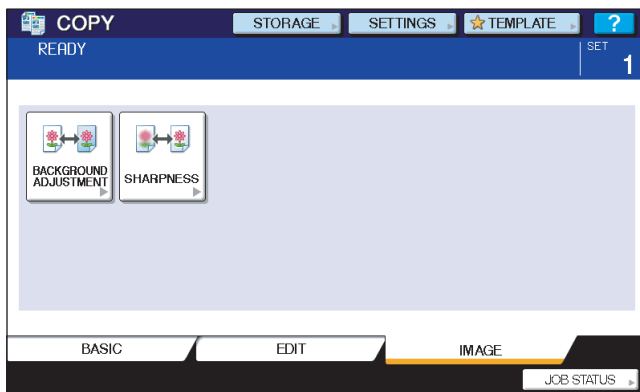 COPY
STORAGE
SETTINGS
TEMPLATE
?
READY
SET
1
BACKGROUND
ADJUSTMENT
SHARPNESS
BASIC
EDIT
IMAGE
JOB STATUS